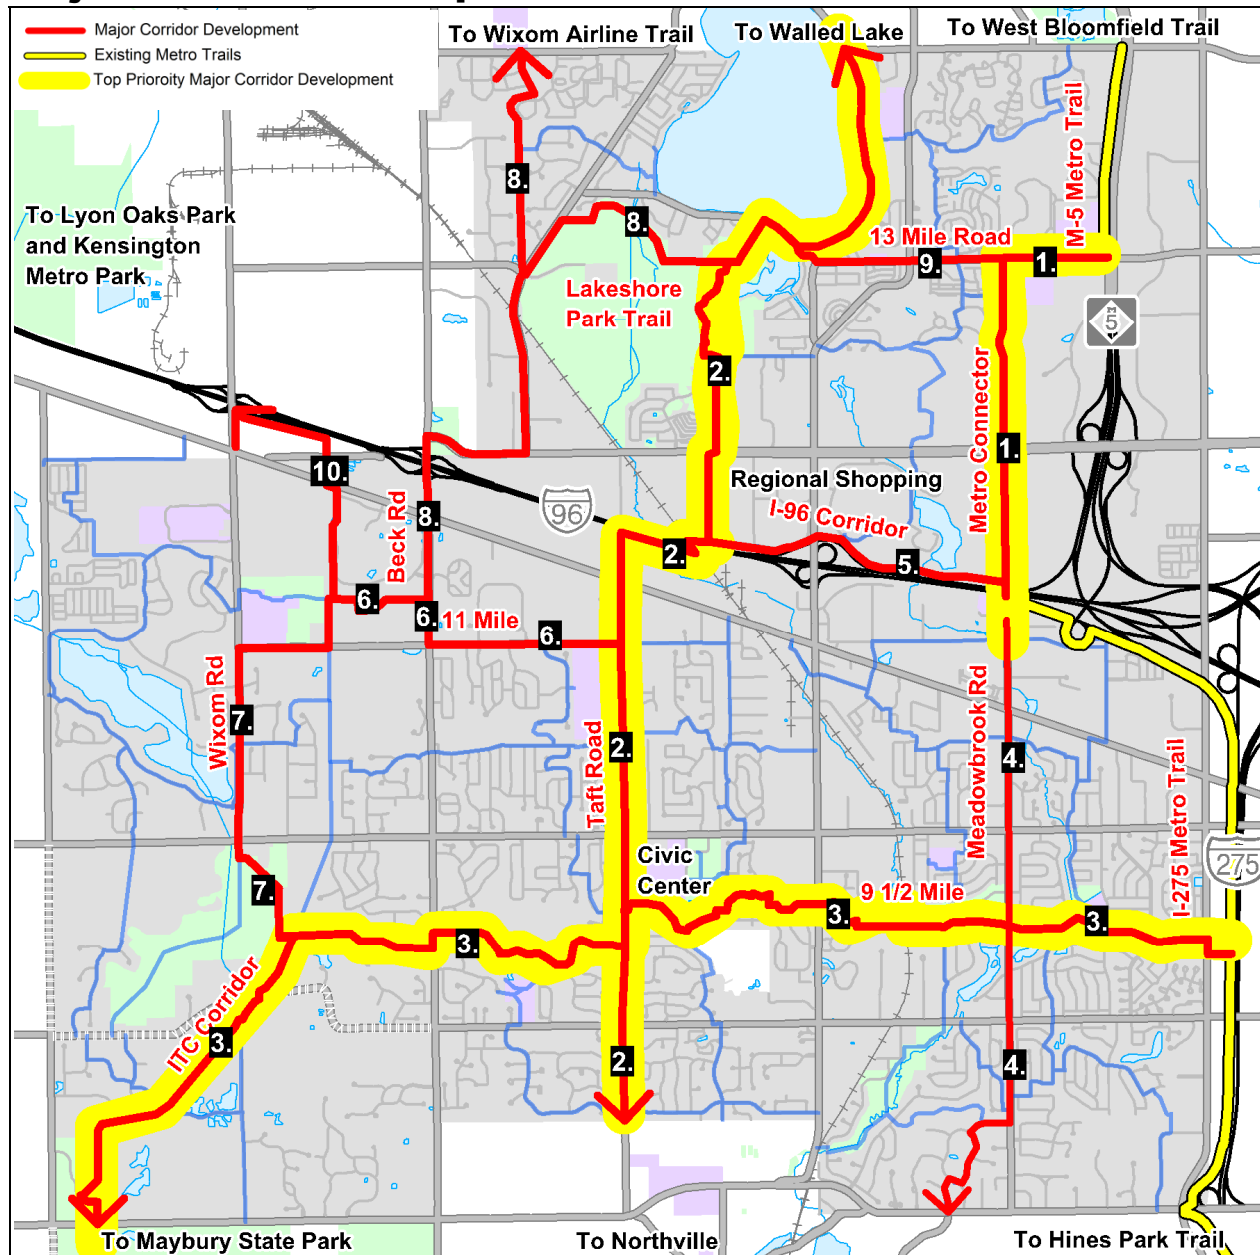 Major Corridor Development
Existing Metro Trails
Top Prioroity Major Corridor Development
To Wixom Airline Trail
To Walled Lake
To West Bloomfield Trail
M-5 Metro Trail
8.
To Lyon Oaks Park
and Kensington
Metro Park
8.
13 Mile Road
9.
1.
Lakeshore
Park Trail
M
5
2.
Metro Connector
1.
10.
Regional Shopping
I-96 Corridor
Beck Rd
8.
96
2.
5.
6.
6.
11 Mile
6.
Wixom Rd
7.
Taft Road
2.
Meadowbrook Rd
4.
I-275 Metro Trail
Civic
Center
275
7.
9 1/2 Mile
3.
3.
3.
ITC Corridor
3.
2.
4.
To Maybury State Park
To Northville
To Hines Park Trail